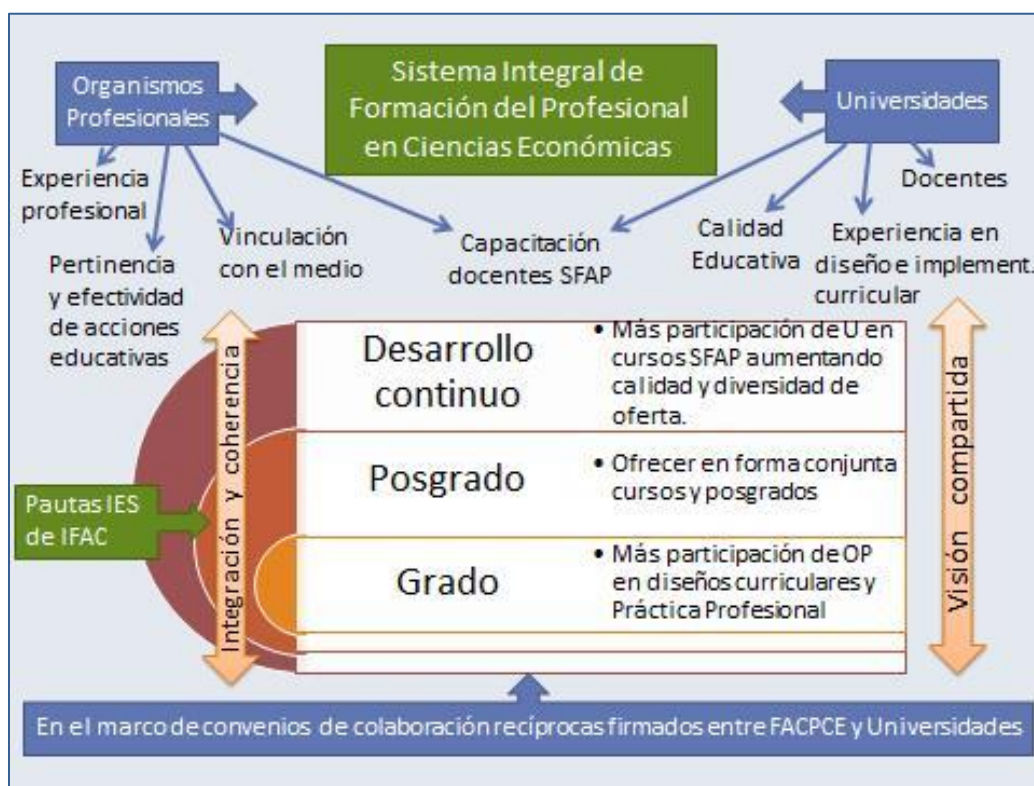 Organismos
Profesionales
Sistema Integral de
Formación del Profesional
en Ciencias Económicas
Universidades
Experiencia
profesional
Pertinencia
y efectividad
de acciones
educativas
Vinculación
con el medio
Capacitación
docentes SFAP
Calidad
Educativa
Docentes
Experiencia en
diseño e implement.
curricular
Integración y coherencia
Desarrollo
continuo
• Más participación de U en
cursos SFAP aumentando
calidad y diversidad de
oferta.
Posgrado
• Ofrecer en forma conjunta
cursos y posgrados
Grado
• Más participación de OP
en diseños curriculares y
Práctica Profesional
Visión compartida
Pautas IES
de IFAC
En el marco de convenios de colaboración recíprocas firmados entre FACPCE y Universidades